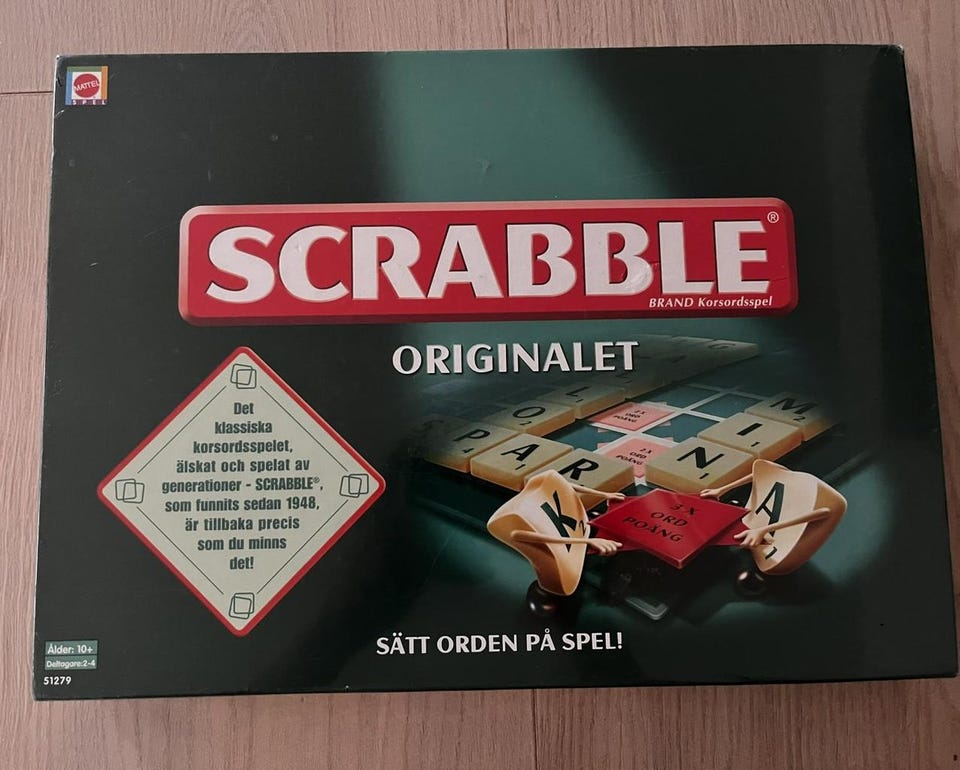 MATTEL
SPEL
SCRABBLE®
BRAND Korsordsspel
ORIGINALET
Det
klassiska
korsordsspelet,
älskat och spelat av
generationer - SCRABBLE®,
som funnits sedan 1948,
är tillbaka precis
som du minns
det!
L
O
P A R
K
M
I
N
A
3 X
ORD
POÄNG
SÄTT ORDEN PÅ SPEL!
Ålder: 10+
Deltagare: 2-4
51279